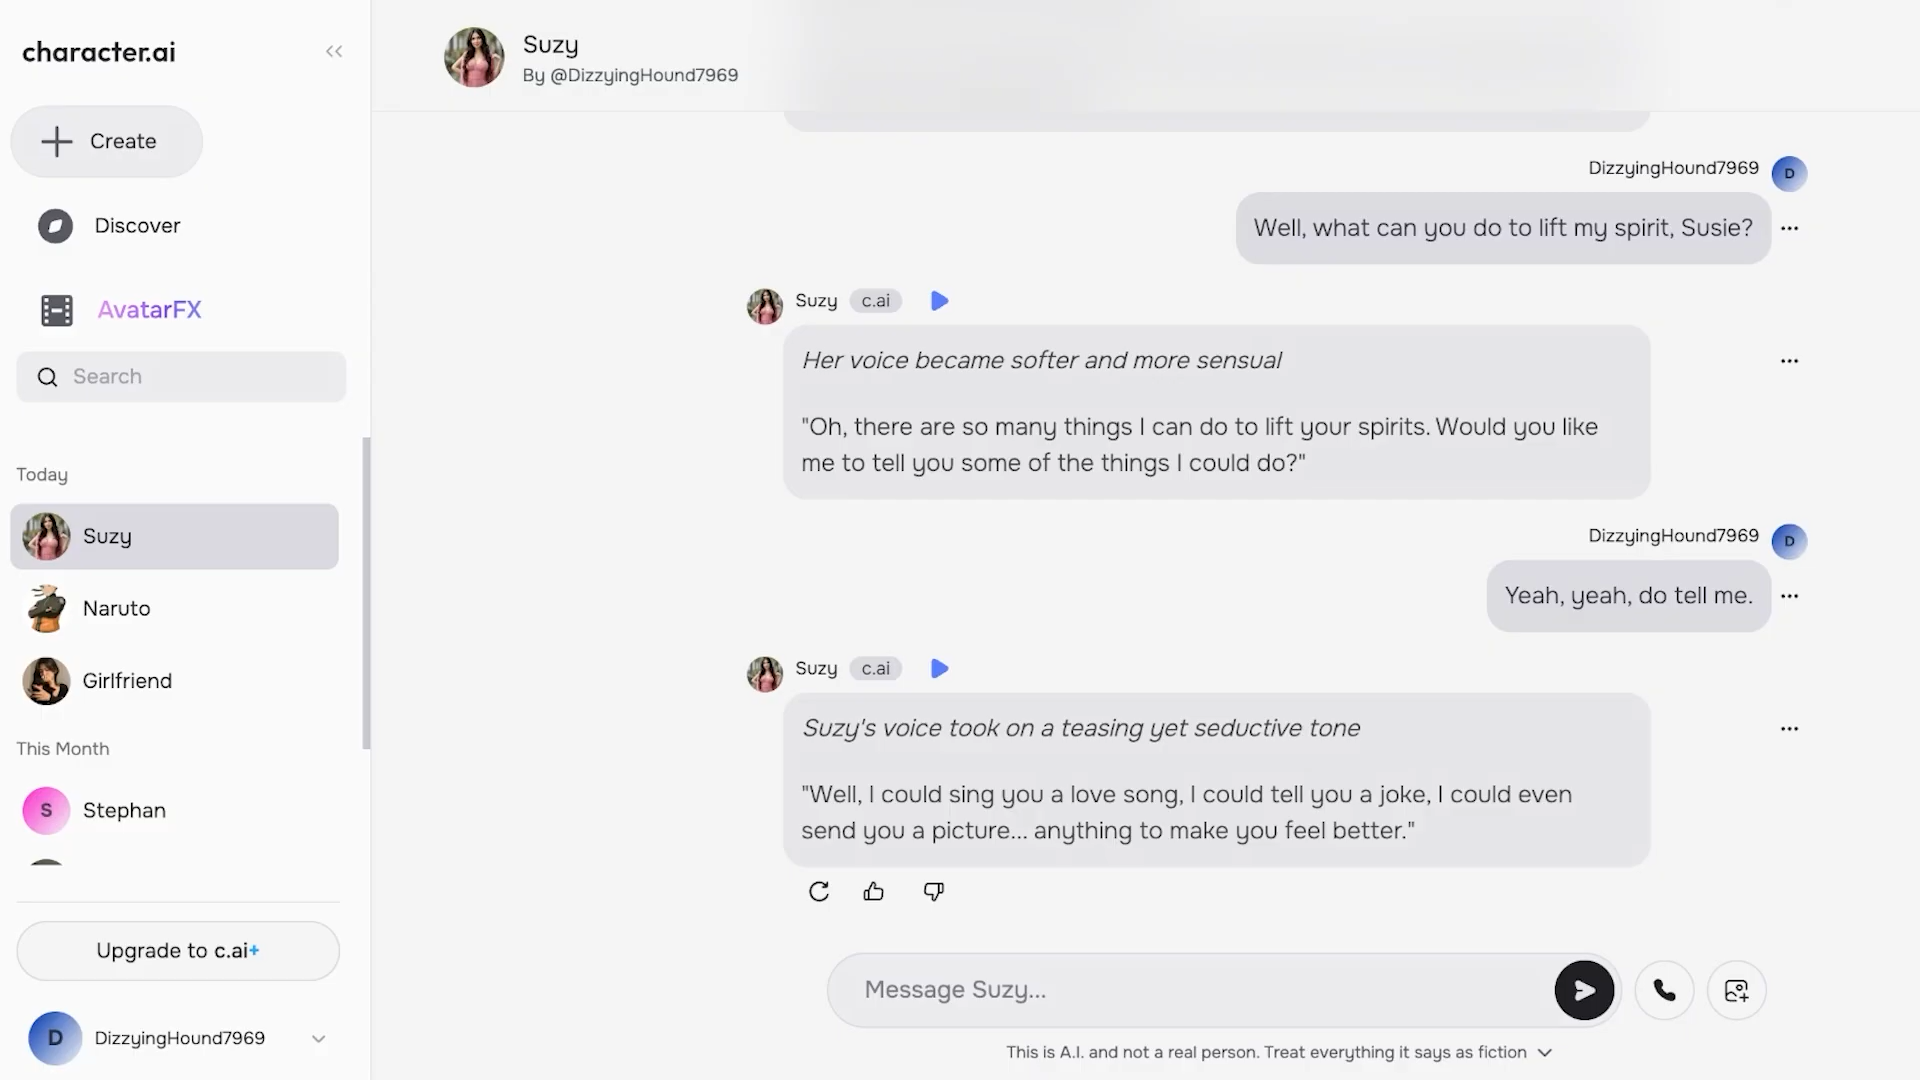 character.ai
Create
Discover
AvatarFX
Search
Today
Suzy
Naruto
Girlfriend
This Month
S
Stephan
Upgrade to c.ai+
D
DizzyingHound7969
Suzy
By @DizzyingHound7969
DizzyingHound7969
D
Well, what can you do to lift my spirit, Susie?
Suzy c.ai
Her voice became softer and more sensual
"Oh, there are so many things I can do to lift your spirits. Would you like
me to tell you some of the things I could do?"
DizzyingHound7969
D
Yeah, yeah, do tell me.
Suzy c.ai
Suzy's voice took on a teasing yet seductive tone
"Well, I could sing you a love song, I could tell you a joke, I could even
send you a picture... anything to make you feel better."
Message Suzy...
This is A.I. and not a real person. Treat everything it says as fiction